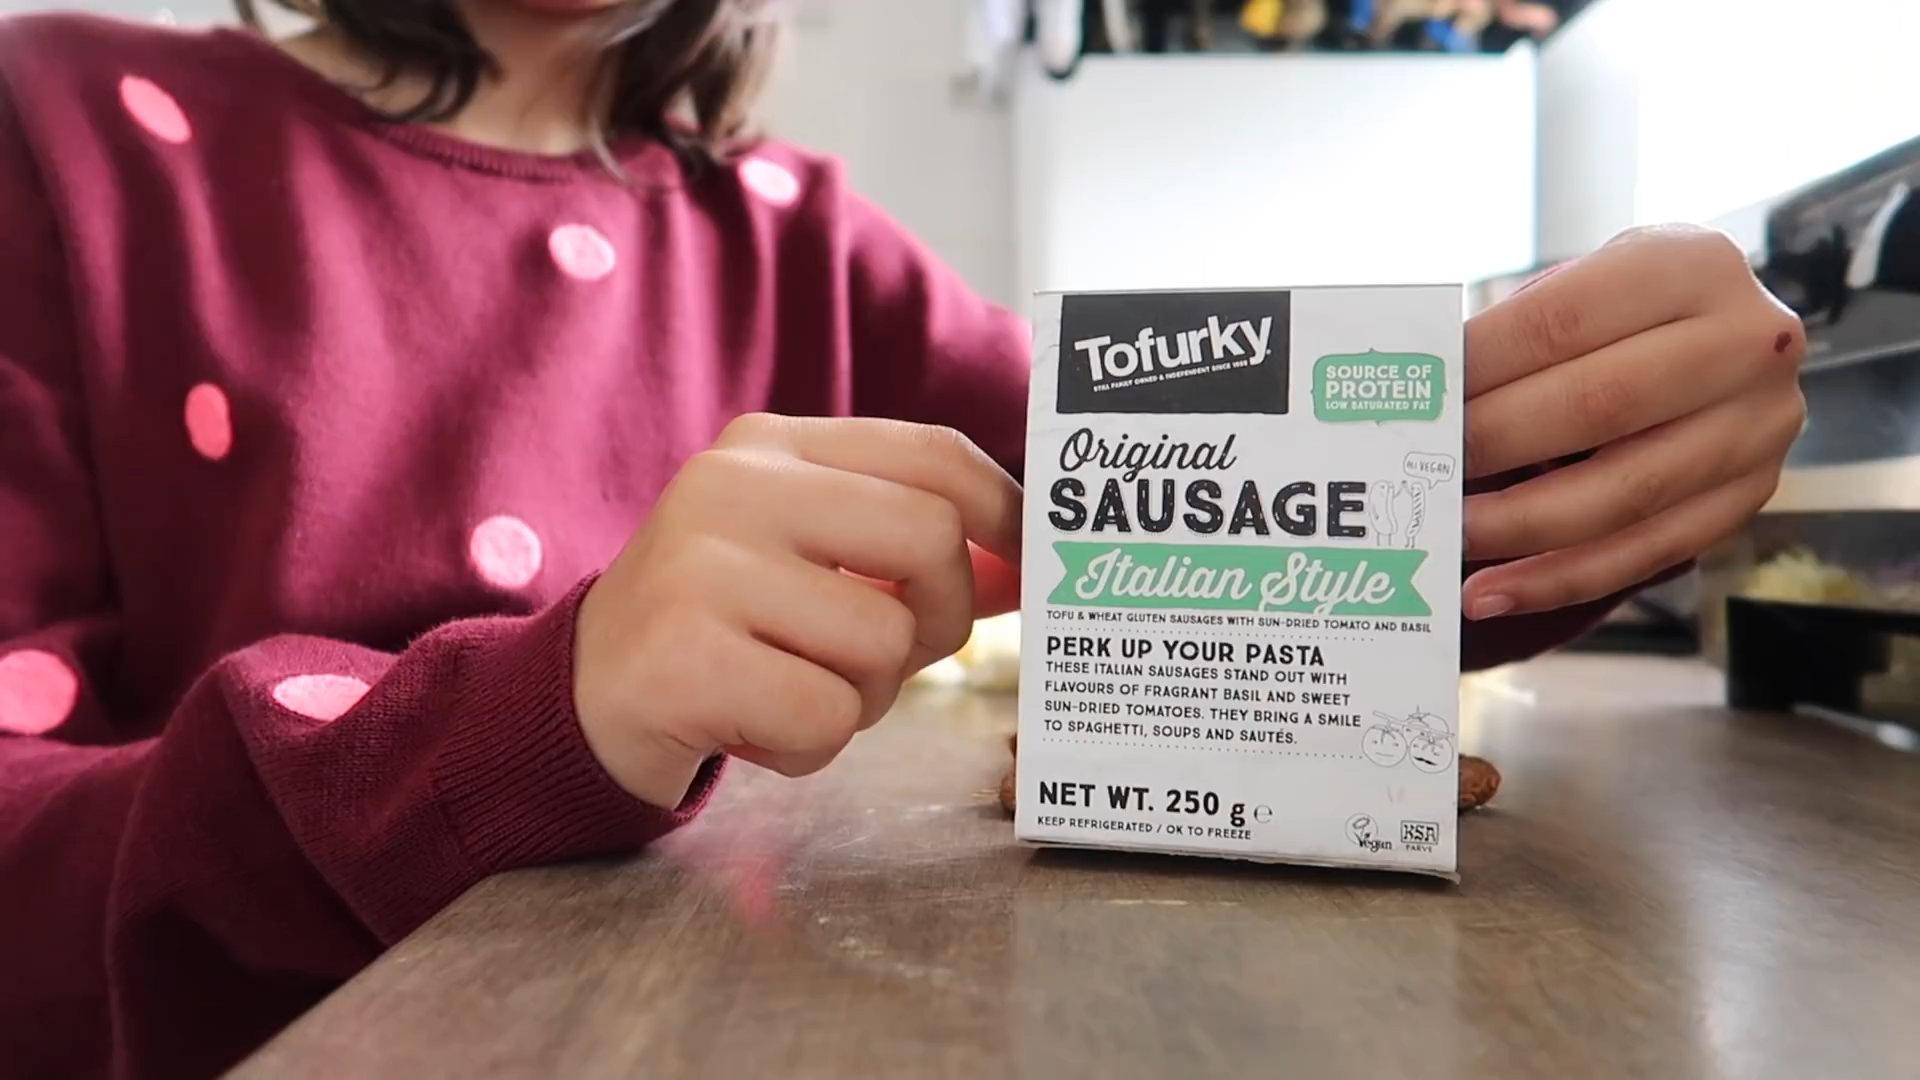 Tofurky
STILL FAMILY OWNED & INDEPENDENT SINCE 1980
SOURCE OF
PROTEIN
LOW SATURATED FAT
Original
SAUSAGE
ALL VEGAN
Italian Style
TOFU & WHEAT GLUTEN SAUSAGES WITH SUN-DRIED TOMATO AND BASIL
PERK UP YOUR PASTA
THESE ITALIAN SAUSAGES STAND OUT WITH
FLAVOURS OF FRAGRANT BASIL AND SWEET
SUN-DRIED TOMATOES. THEY BRING A SMILE
TO SPAGHETTI, SOUPS AND SAUTÉS.
NET WT. 250 g ℮
KEEP REFRIGERATED / OK TO FREEZE
Vegan
KSA
PARVE